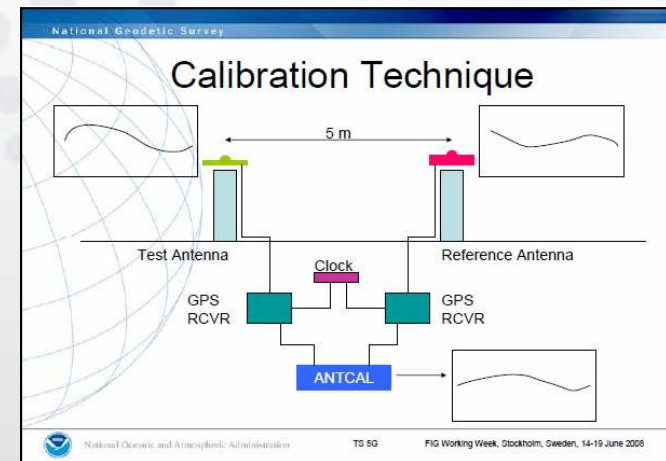 National Geodetic Survey
Calibration Technique
5 m
Test Antenna
Reference Antenna
Clock
GPS
RCVR
GPS
RCVR
ANTCAL
National Oceanic and Atmospheric Administration
TS 5G
FIG Working Week, Stockholm, Sweden, 14-19 June 2008